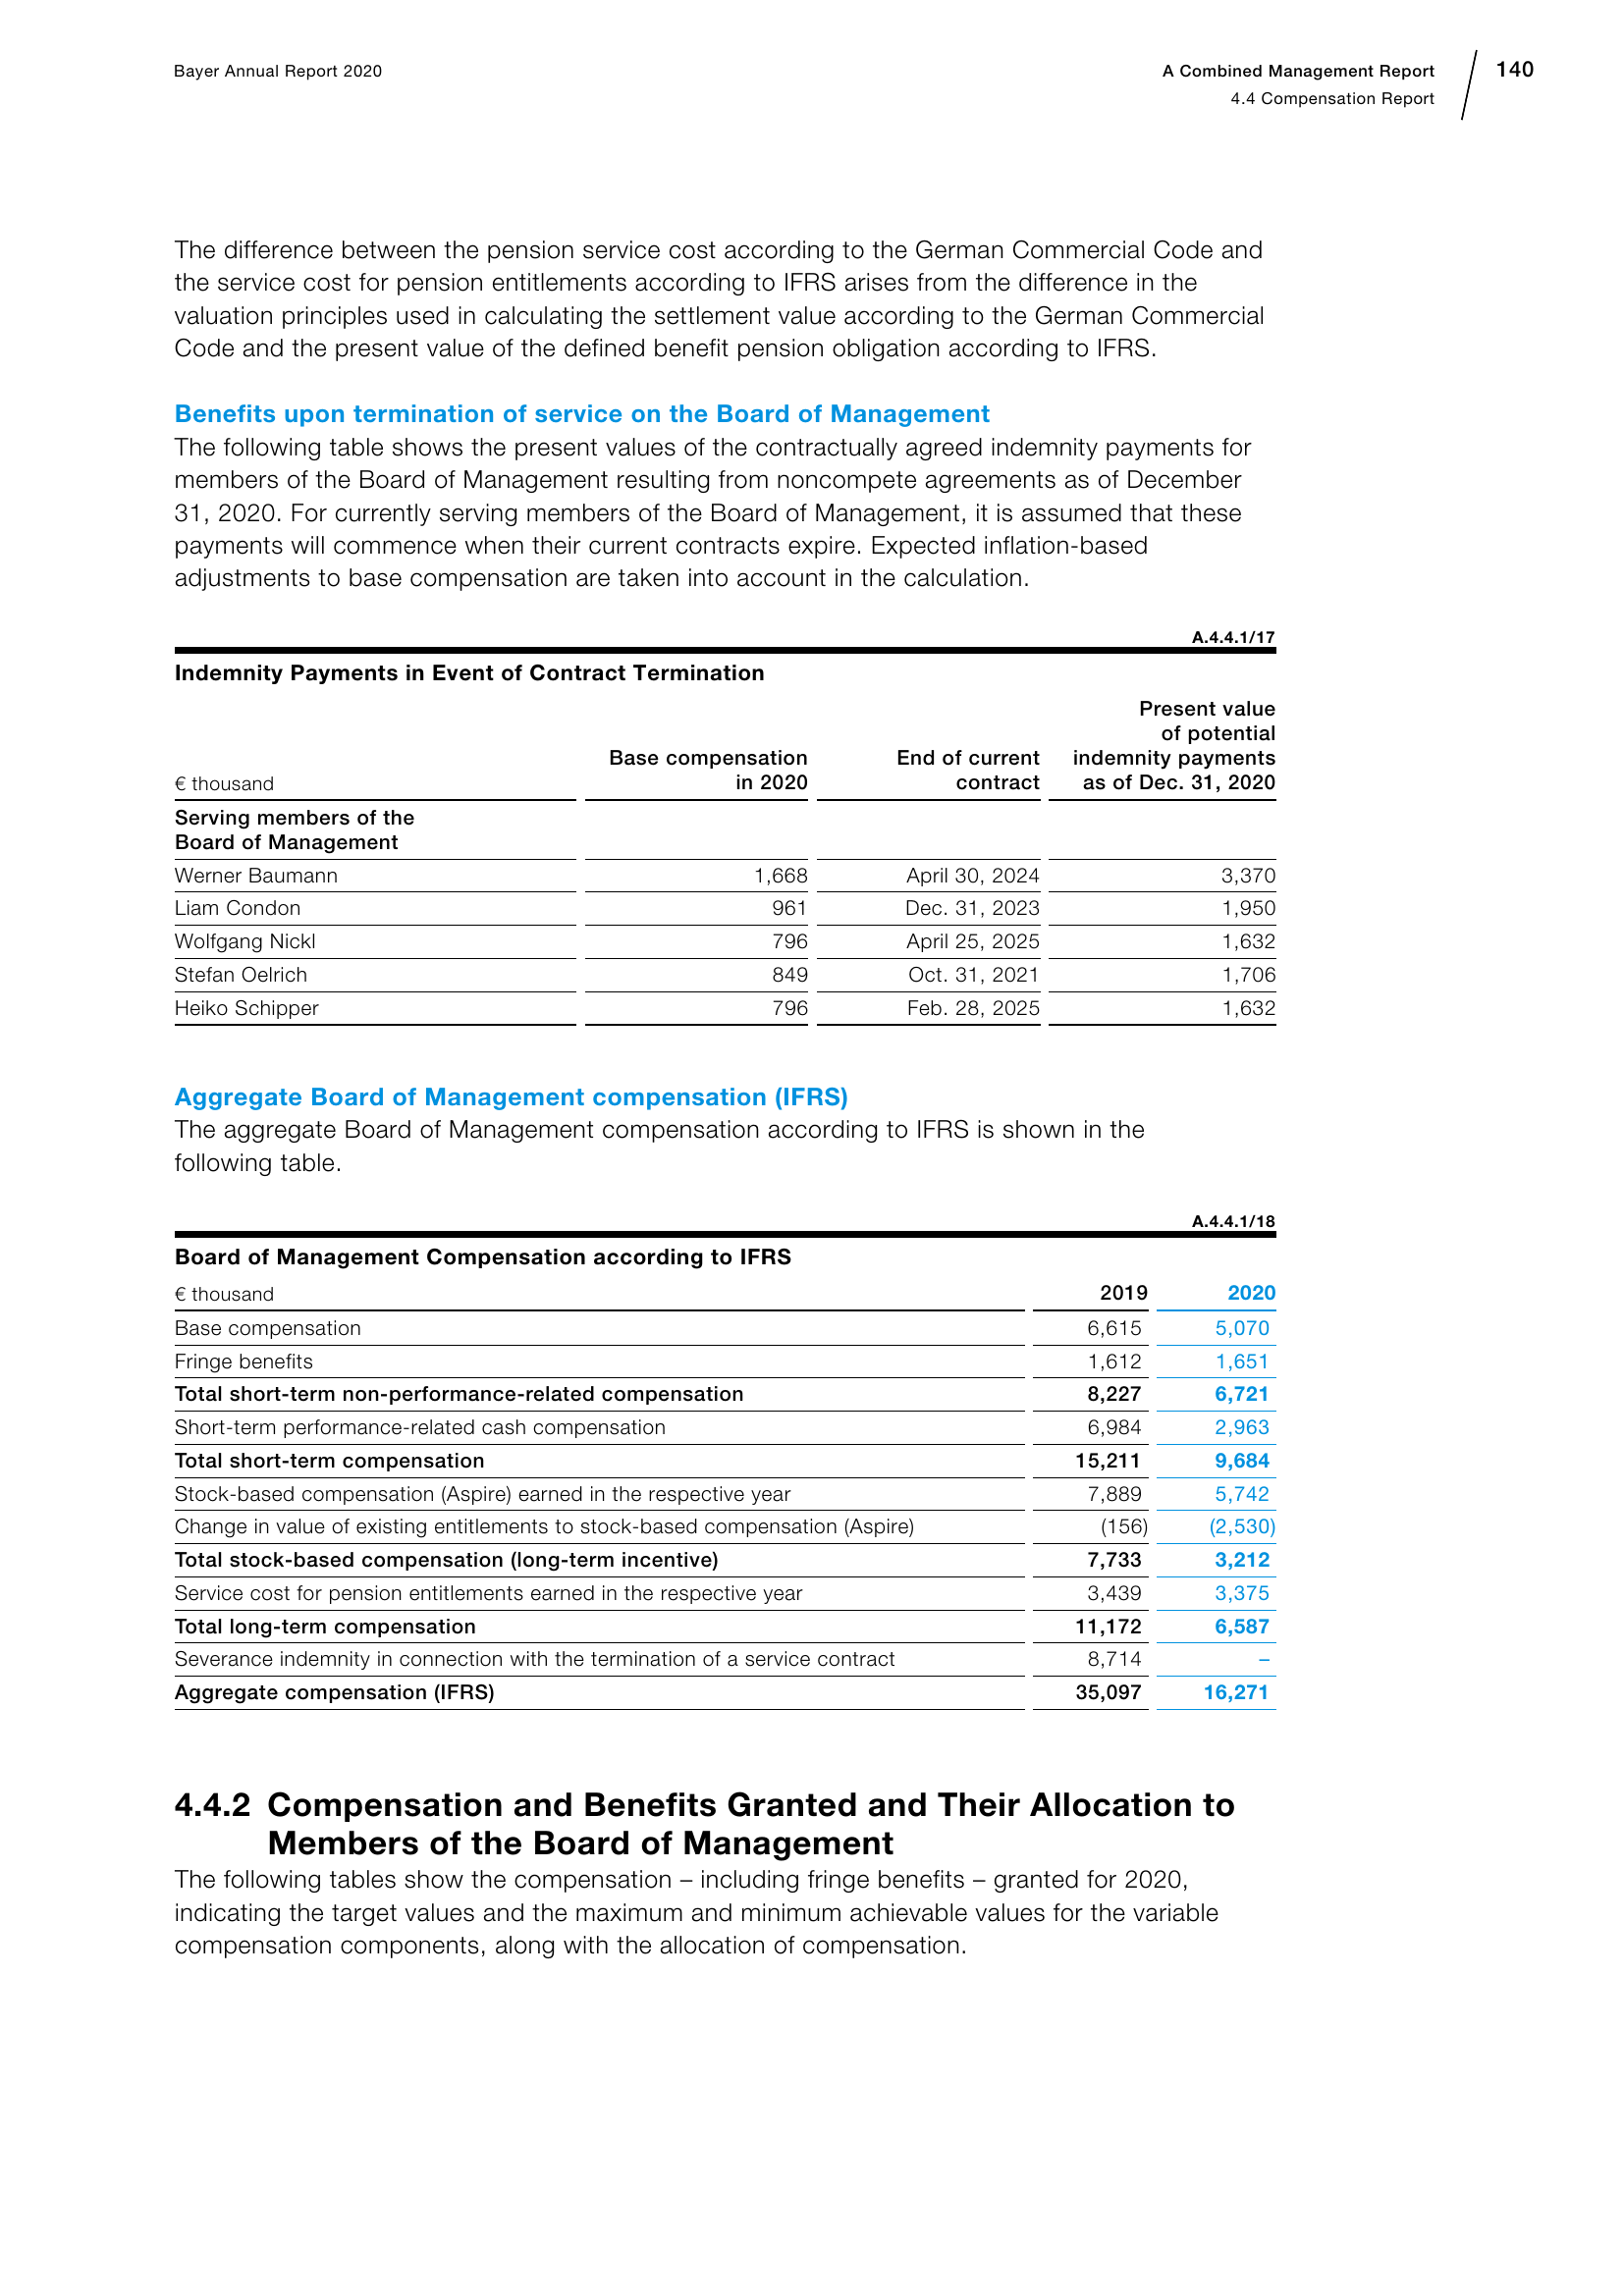 Bayer Annual Report 2020
A Combined Management Report
4.4 Compensation Report
140
The difference between the pension service cost according to the German Commercial Code and
the service cost for pension entitlements according to IFRS arises from the difference in the
valuation principles used in calculating the settlement value according to the German Commercial
Code and the present value of the defined benefit pension obligation according to IFRS.
Benefits upon termination of service on the Board of Management
The following table shows the present values of the contractually agreed indemnity payments for
members of the Board of Management resulting from noncompete agreements as of December
31, 2020. For currently serving members of the Board of Management, it is assumed that these
payments will commence when their current contracts expire. Expected inflation-based
adjustments to base compensation are taken into account in the calculation.
A.4.4.1/17
Indemnity Payments in Event of Contract Termination
€ thousand
Base compensation
in 2020
End of current
contract
Present value
of potential
indemnity payments
as of Dec. 31, 2020
Serving members of the
Board of Management
Werner Baumann 1,668 April 30, 2024 3,370
Liam Condon 961 Dec. 31, 2023 1,950
Wolfgang Nickl 796 April 25, 2025 1,632
Stefan Oelrich 849 Oct. 31, 2021 1,706
Heiko Schipper 796 Feb. 28, 2025 1,632
Aggregate Board of Management compensation (IFRS)
The aggregate Board of Management compensation according to IFRS is shown in the
following table.
A.4.4.1/18
Board of Management Compensation according to IFRS
€ thousand 2019 2020
Base compensation 6,615 5,070
Fringe benefits 1,612 1,651
Total short-term non-performance-related compensation 8,227 6,721
Short-term performance-related cash compensation 6,984 2,963
Total short-term compensation 15,211 9,684
Stock-based compensation (Aspire) earned in the respective year 7,889 5,742
Change in value of existing entitlements to stock-based compensation (Aspire) (156) (2,530)
Total stock-based compensation (long-term incentive) 7,733 3,212
Service cost for pension entitlements earned in the respective year 3,439 3,375
Total long-term compensation 11,172 6,587
Severance indemnity in connection with the termination of a service contract 8,714 –
Aggregate compensation (IFRS) 35,097 16,271
4.4.2 Compensation and Benefits Granted and Their Allocation to
Members of the Board of Management
The following tables show the compensation – including fringe benefits – granted for 2020,
indicating the target values and the maximum and minimum achievable values for the variable
compensation components, along with the allocation of compensation.